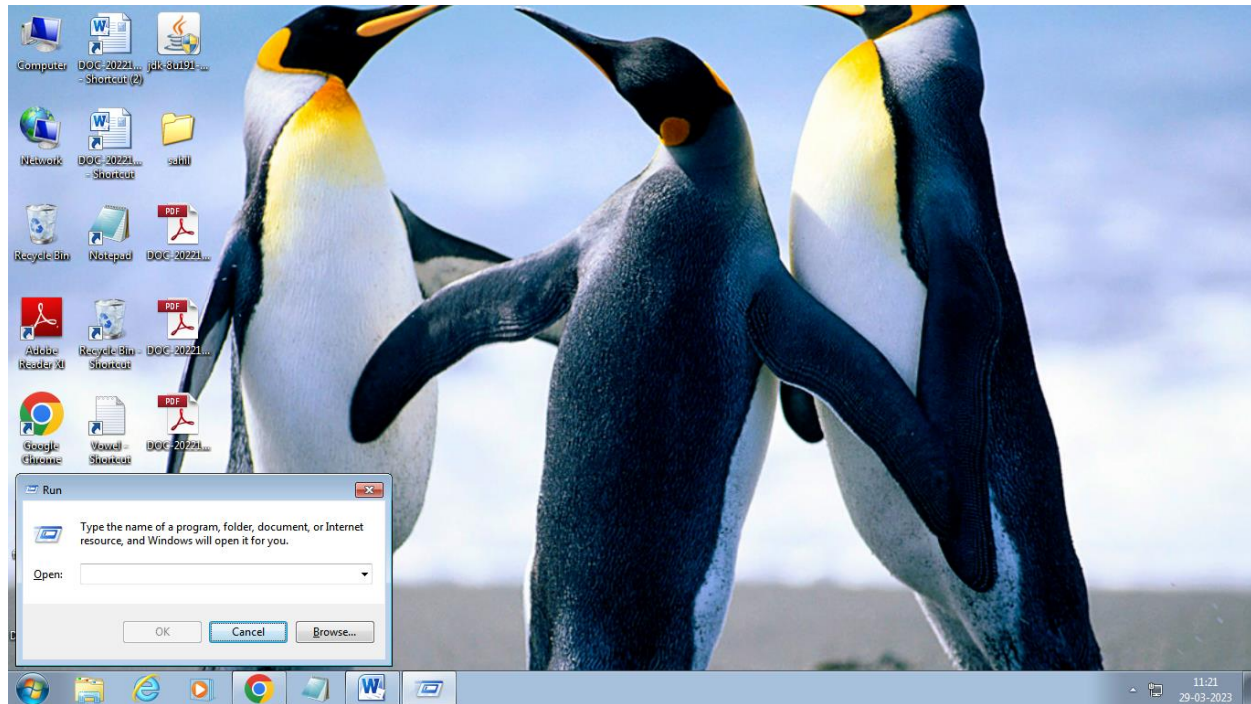 Computer
DOC-20221...
- Shortcut (2)
jdk-8u191-...
Network
DOC-20221...
- Shortcut
sahil
Recycle Bin
Notepad
PDF
DOC-20221...
Adobe
Reader XI
Recycle Bin -
Shortcut
PDF
DOC-20221...
Google
Chrome
Vowel -
Shortcut
PDF
DOC-20221...
Run
Type the name of a program, folder, document, or Internet
resource, and Windows will open it for you.
Open:
OK
Cancel
Browse...
11:21
29-03-2023